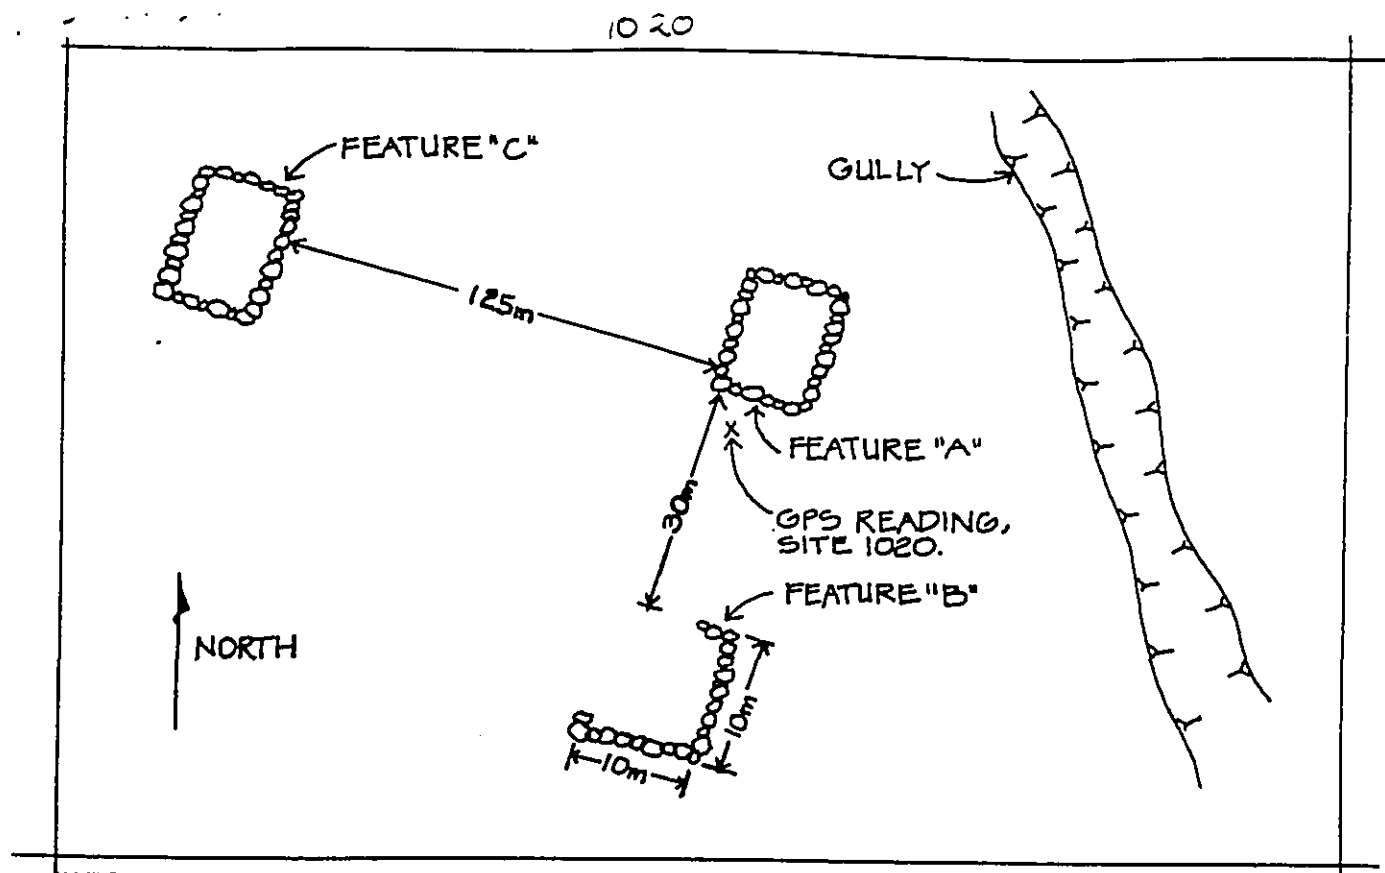 1020
FEATURE "C"
GULLY
125m
FEATURE "A"
30m
GPS READING,
SITE 1020.
FEATURE "B"
NORTH
10m
10m